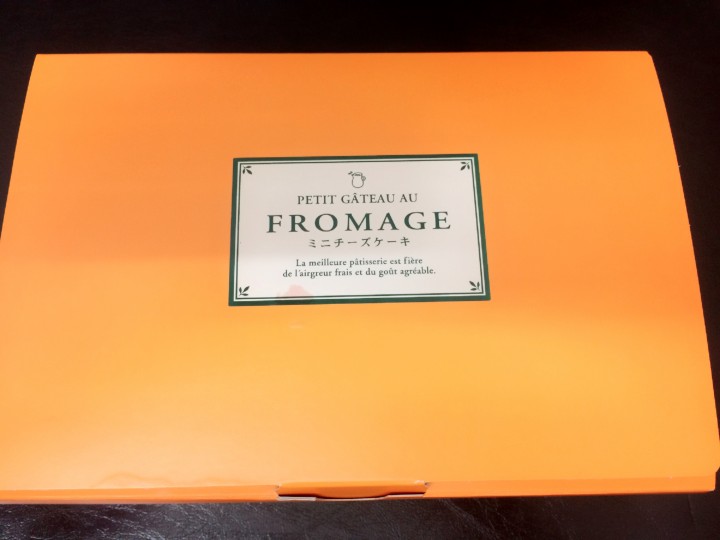 PETIT GÂTEAU AU
FROMAGE
ミニチーズケーキ
La meilleure pâtisserie est fière
de l'airgreur frais et du goût agréable.